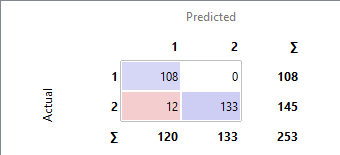 Predicted
1 2 Σ
1 108 0 108
Actual
2 12 133 145
Σ 120 133 253